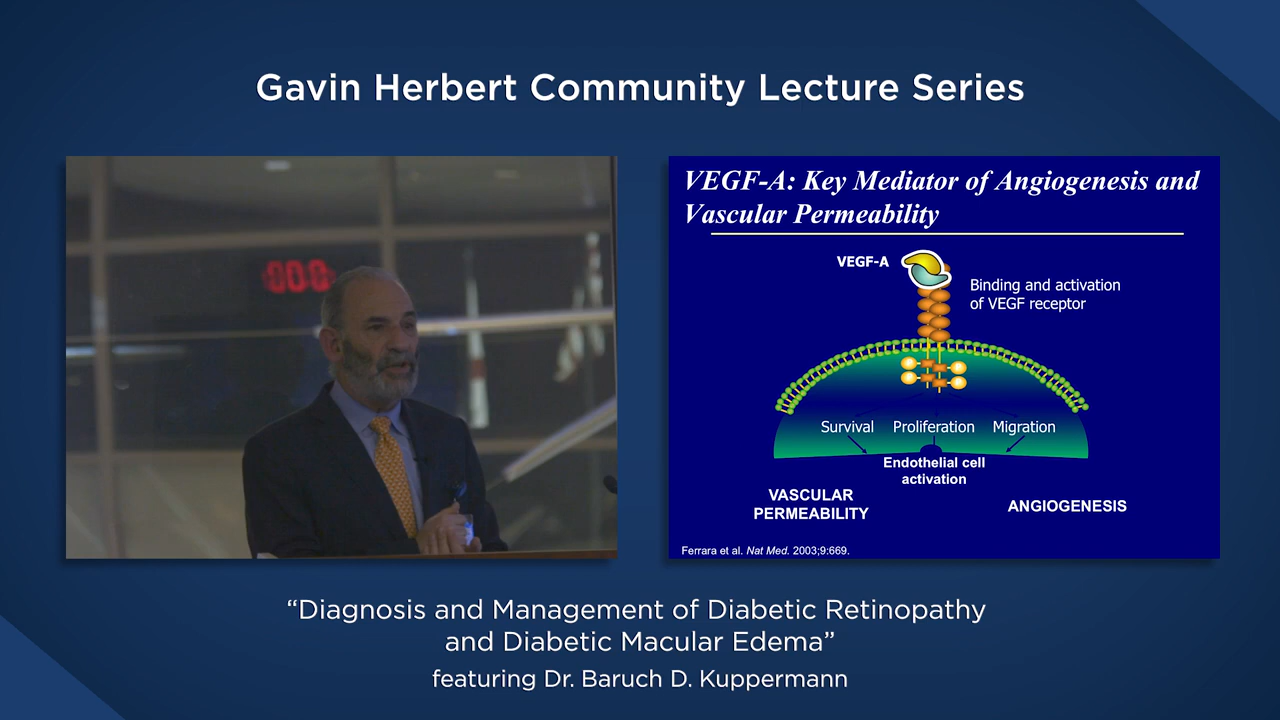 Gavin Herbert Community Lecture Series
000
VEGF-A: Key Mediator of Angiogenesis and
Vascular Permeability
VEGF-A
Binding and activation
of VEGF receptor
Survival
Proliferation
Migration
Endothelial cell
activation
VASCULAR
PERMEABILITY
ANGIOGENESIS
Ferrara et al. Nat Med. 2003;9:669.
“Diagnosis and Management of Diabetic Retinopathy
and Diabetic Macular Edema”
featuring Dr. Baruch D. Kuppermann